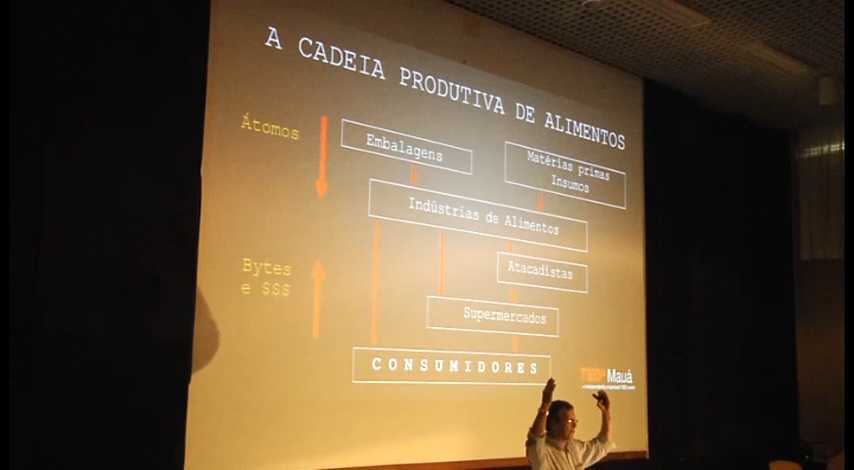 A CADEIA PRODUTIVA DE ALIMENTOS
Átomos
Embalagens
Matérias primas
Insumos
Indústrias de Alimentos
Bytes
e $$$
Atacadistas
Supermercados
CONSUMIDORES
TEDxMauá